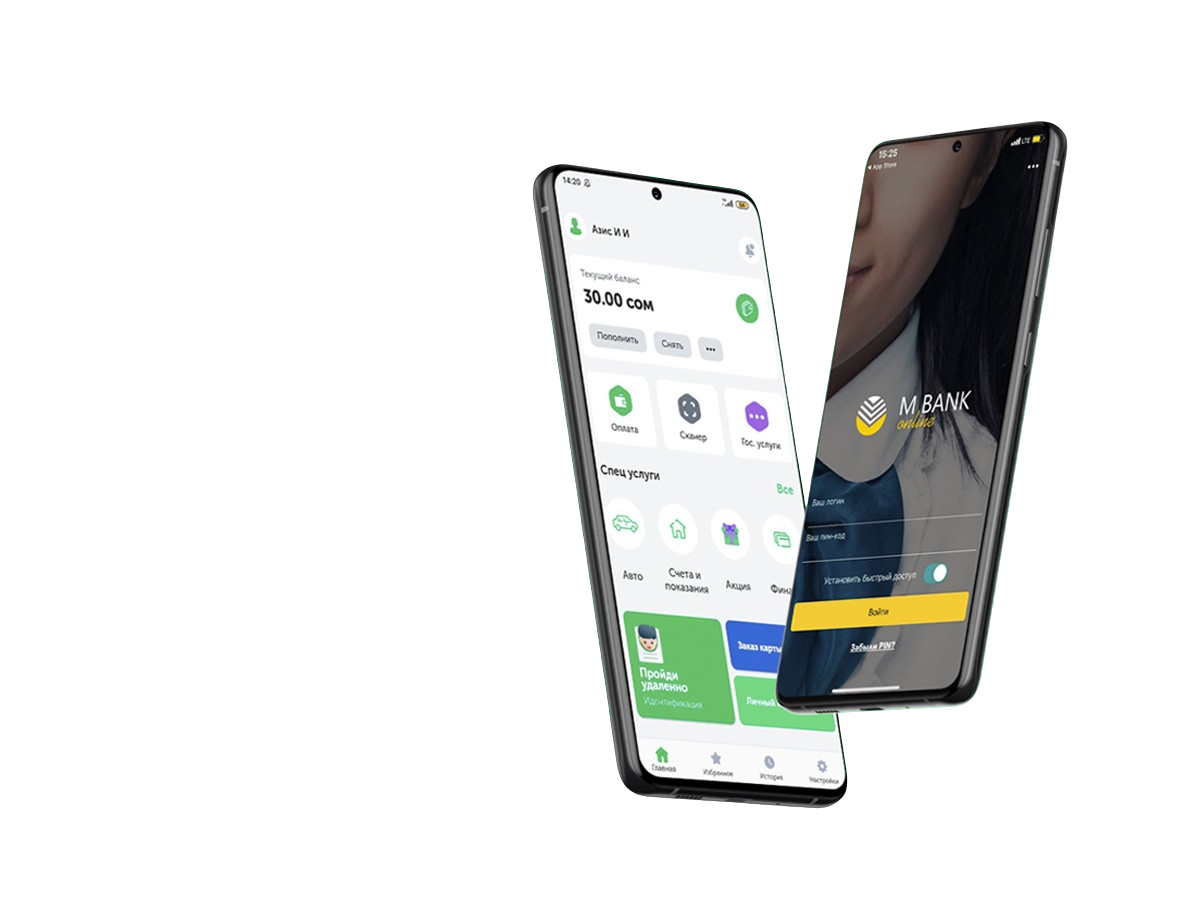 14:20
Азис И И
Текущий баланс
30.00 сом
Пополнить
Снять
Оплата
Сканер
Гос. услуги
Спец услуги
Все
Авто
Счета и
показания
Акция
Фина
Пройди
удаленно
Идентификация
Заказ карты
Личный
Главная
Избранное
История
Настройки
15:25
App Store
LTE
M BANK
online
Ваш логин
Ваш пин-код
Установить быстрый доступ
Войти
Забыли PIN?